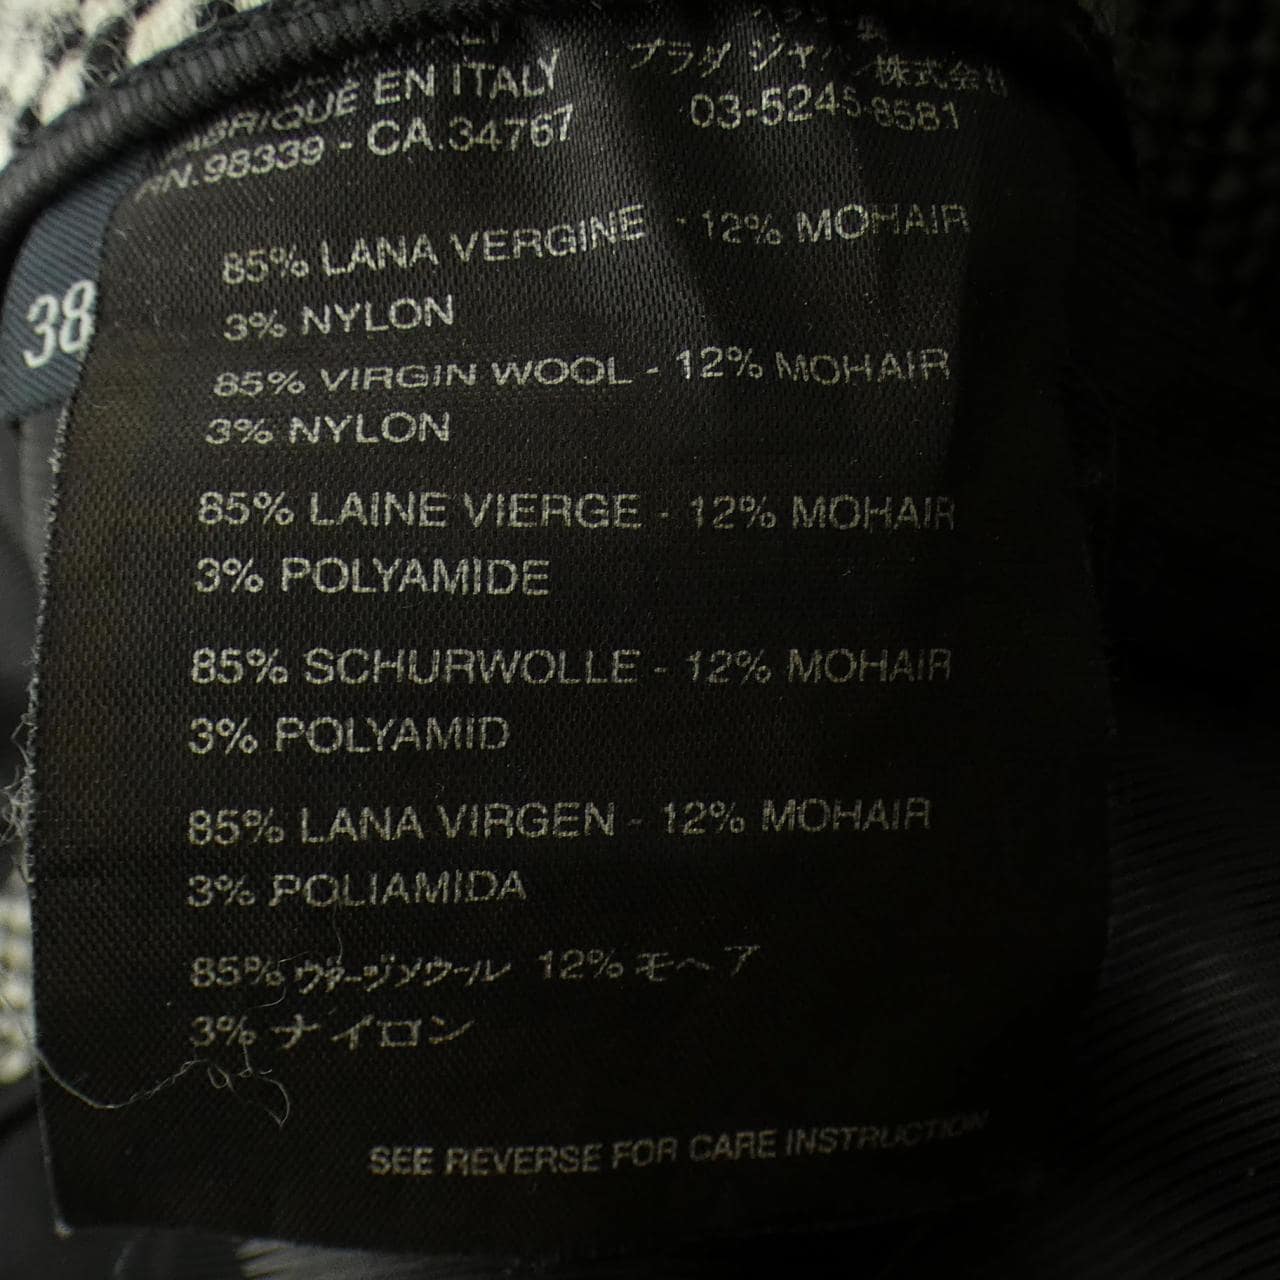 EN ITALY
プラダ ジャパン 株式会社
RN.98339 - CA.34767
03-5245-8581
38
85% LANA VERGINE - 12% MOHAIR
3% NYLON
85% VIRGIN WOOL - 12% MOHAIR
3% NYLON
85% LAINE VIERGE - 12% MOHAIR
3% POLYAMIDE
85% SCHURWOLLE - 12% MOHAIR
3% POLYAMID
85% LANA VIRGEN - 12% MOHAIR
3% POLIAMIDA
85% ヴァージンウール 12% モヘア
3% ナイロン
SEE REVERSE FOR CARE INSTRUCTION